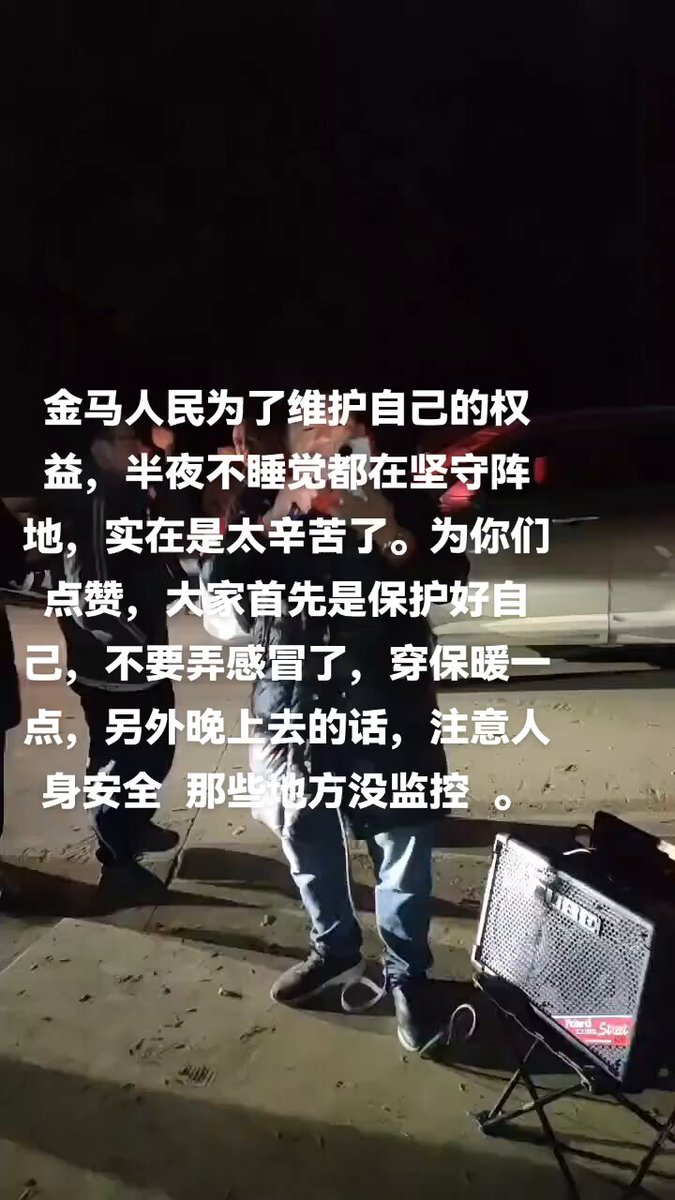 金马人民为了维护自己的权
益，半夜不睡觉都在坚守阵
地，实在是太辛苦了。为你们
点赞，大家首先是保护好自
己，不要弄感冒了，穿保暖一
点，另外晚上去的话，注意人
身安全 那些地方没监控 。
Roland
Street